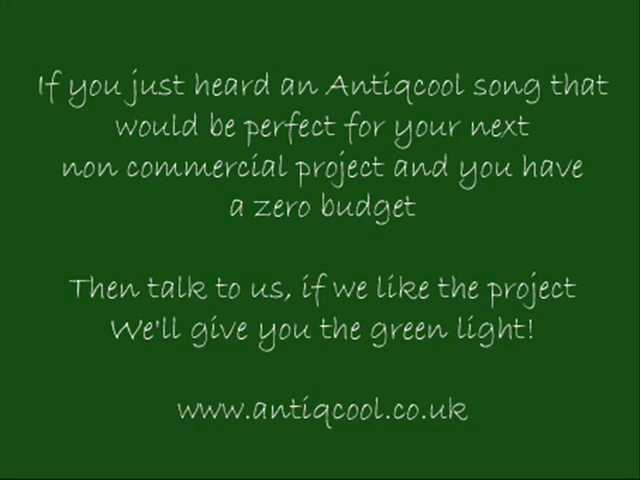 If you just heard an Antiqcool song that
would be perfect for your next
non commercial project and you have
a zero budget
Then talk to us, if we like the project
We'll give you the green light!
www.antiqcool.co.uk